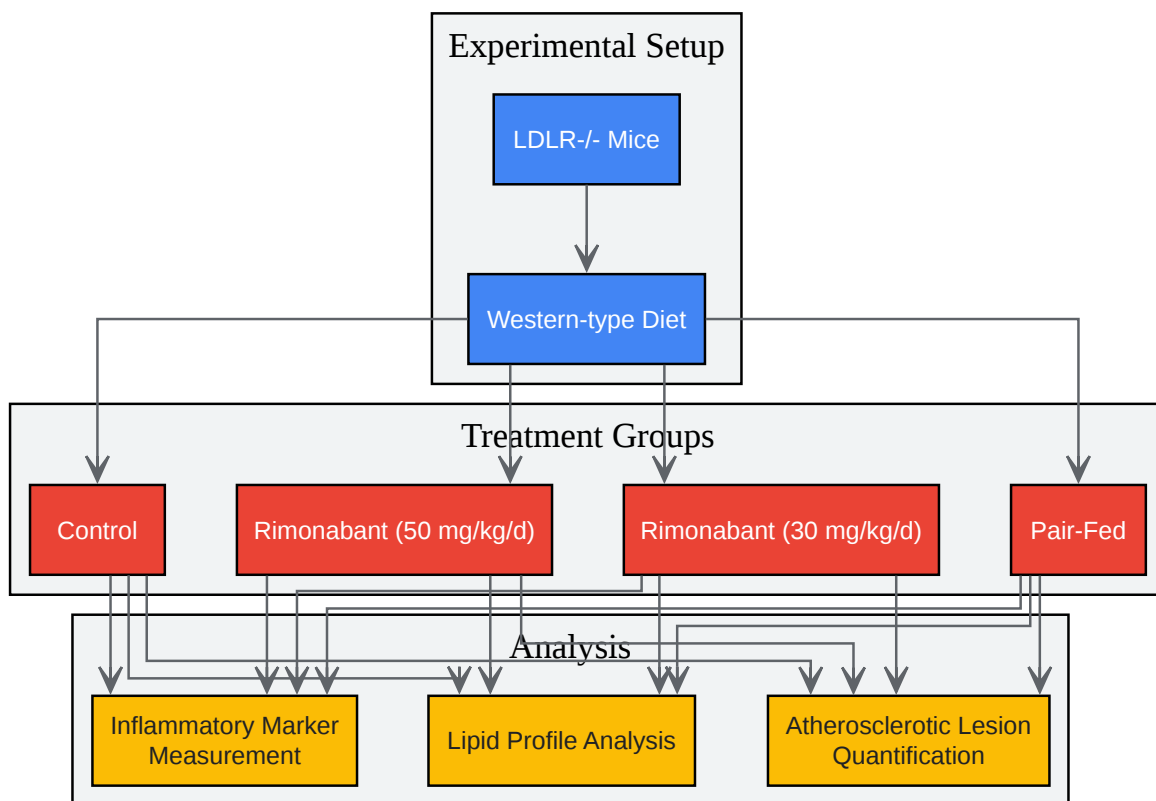 Experimental Setup
LDLR-/- Mice
Western-type Diet
Treatment Groups
Control
Rimonabant (50 mg/kg/d)
Rimonabant (30 mg/kg/d)
Pair-Fed
Analysis
Inflammatory Marker
Measurement
Lipid Profile Analysis
Atherosclerotic Lesion
Quantification